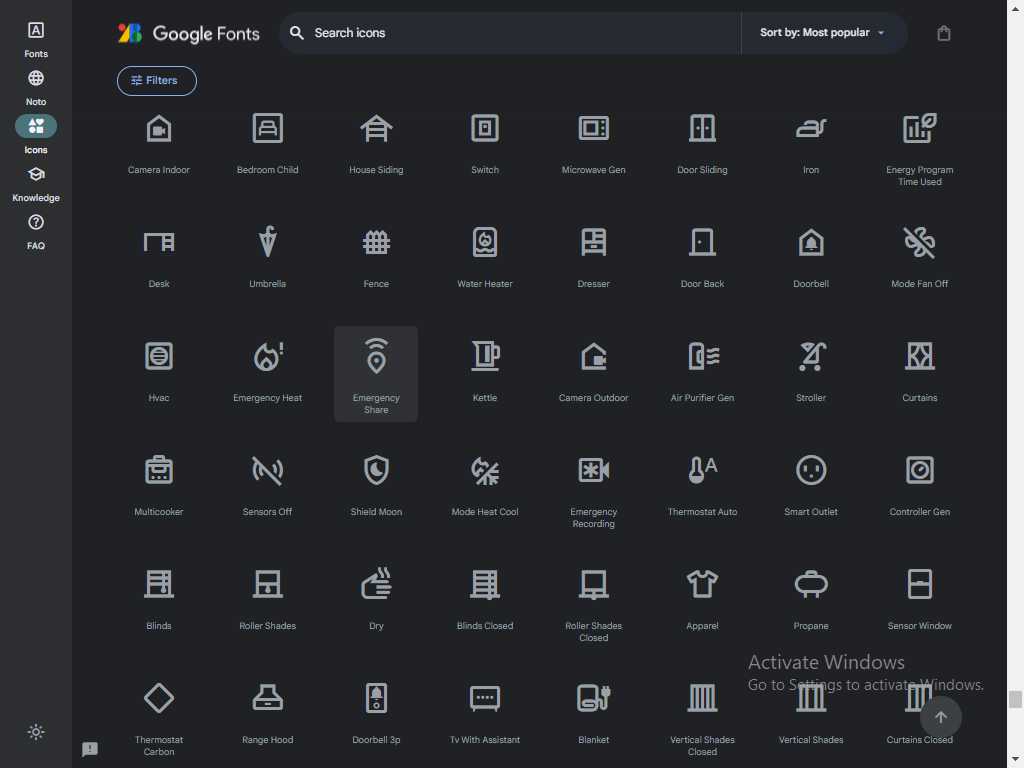 Google Fonts
Search icons
Sort by: Most popular
Fonts
Noto
Icons
Knowledge
FAQ
Filters
Camera Indoor
Bedroom Child
House Siding
Switch
Microwave Gen
Door Sliding
Iron
Energy Program
Time Used
Desk
Umbrella
Fence
Water Heater
Dresser
Door Back
Doorbell
Mode Fan Off
Hvac
Emergency Heat
Emergency
Share
Kettle
Camera Outdoor
Air Purifier Gen
Stroller
Curtains
Multicooker
Sensors Off
Shield Moon
Mode Heat Cool
Emergency
Recording
A
Thermostat Auto
Smart Outlet
Controller Gen
Blinds
Roller Shades
Dry
Blinds Closed
Roller Shades
Closed
Apparel
Propane
Sensor Window
Activate Windows
Go to Settings to activate Windows.
Thermostat
Carbon
Range Hood
Doorbell 3p
Tv With Assistant
Blanket
Vertical Shades
Closed
Vertical Shades
Curtains Closed